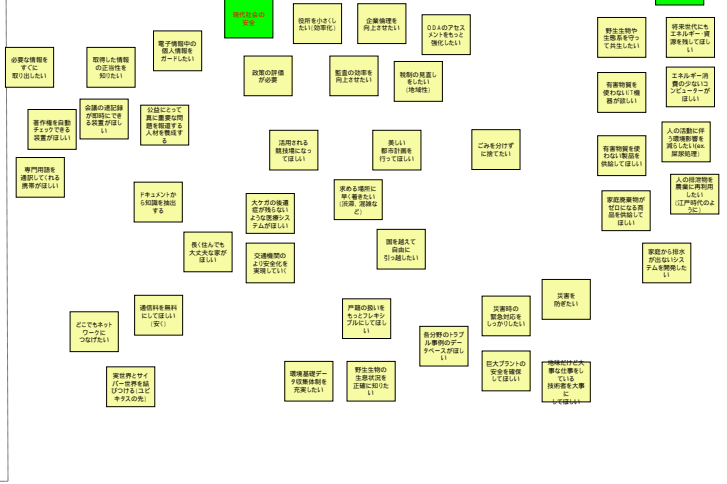 現代社会の
安全
役所を小さくし
たい(効率化)
企業倫理を
向上させたい
ODAのアセス
メントをもっと
強化したい
野生生物や
生態系を守っ
て共生したい
将来世代にも
エネルギー・資
源を残してほし
い
必要な情報を
すぐに
取り出したい
取得した情報
の正当性を
知りたい
電子情報中の
個人情報を
ガードしたい
政策の評価
が必要
監査の効率を
向上させたい
税制の見直し
をしたい
(地域性)
有害物質を
使わないIT機
器が欲しい
エネルギー消
費の少ないコ
ンピューターが
ほしい
著作権を自動
チェックできる
装置がほしい
会議の速記録
が即時にでき
る装置がほし
い
公益にとって
真に重要な問
題を報道する
人材を養成す
る
活用される
競技場になっ
てほしい
美しい
都市計画を
行ってほしい
ごみを分けず
に捨てたい
有害物質を使
わない製品を
供給してほしい
人の活動に伴
う環境影響を
減らしたい(ex.
屎尿処理)
専門用語を
通訳してくれる
携帯がほしい
ドキュメントか
ら知識を抽出
する
大ケガの後遺
症が残らない
ような医療シス
テムがほしい
求める場所に
早く着きたい
(渋滞、混雑な
ど)
家庭廃棄物が
ゼロになる商
品を供給して
ほしい
人の排泄物を
農業に再利用
したい
(江戸時代のよ
うに)
長く住んでも
大丈夫な家が
ほしい
交通機関の
より安全化を
実現していく
国を越えて
自由に
引っ越したい
家庭から排水
が出ないシス
テムを開発した
い
どこでもネット
ワークに
つなげたい
通信料を無料
にしてほしい
(安く)
戸籍の扱いを
もっとフレキシ
ブルにしてほし
い
各分野のトラブ
ル事例のデー
タベースがほし
い
災害時の
緊急対応を
しっかりしたい
災害を
防ぎたい
実世界とサイ
バー世界を結
びつける(ユビ
キタスの先)
環境基礎デー
タ収集体制を
充実したい
野生生物の
生息状況を
正確に知りた
い
巨大プラントの
安全を確保
してほしい
地味だけど大
事な仕事をし
ている
技術者を大事
に
してほしい